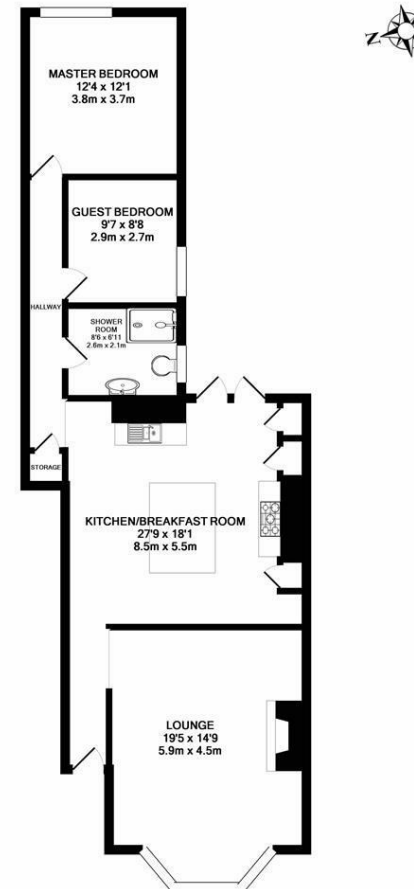 N
MASTER BEDROOM
12'4 x 12'1
3.8m x 3.7m
GUEST BEDROOM
9'7 x 8'8
2.9m x 2.7m
HALLWAY
SHOWER
ROOM
8'6 x 6'11
2.6m x 2.1m
STORAGE
KITCHEN/BREAKFAST ROOM
27'9 x 18'1
8.5m x 5.5m
LOUNGE
19'5 x 14'9
5.9m x 4.5m